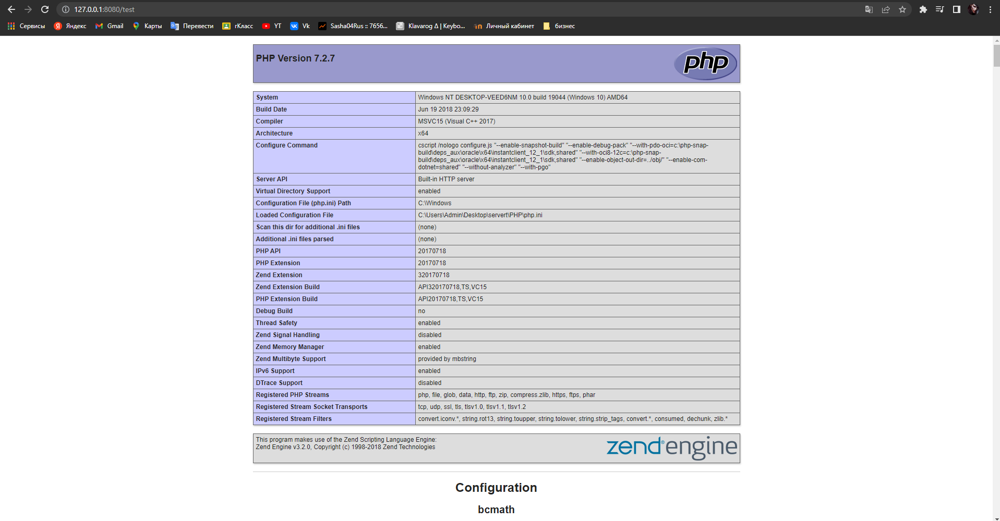 127.0.0.1:8080/test
Сервисы Яндекс Gmail Карты Перевести гКласс YT Vk Sasha04Rus :: 7656... Klavarog Δ | Keybo... Личный кабинет бизнес
PHP Version 7.2.7
php
System Windows NT DESKTOP-VEED6NM 10.0 build 19044 (Windows 10) AMD64
Build Date Jun 19 2018 23:09:29
Compiler MSVC15 (Visual C++ 2017)
Architecture x64
Configure Command cscript /nologo configure.js "--enable-snapshot-build" "--enable-debug-pack" "--with-pdo-oci=c:\php-snap-
build\deps_aux\oracle\x64\instantclient_12_1\sdk,shared" "--with-oci8-12c=c:\php-snap-
build\deps_aux\oracle\x64\instantclient_12_1\sdk,shared" "--enable-object-out-dir=../obj/" "--enable-com-
dotnet=shared" "--without-analyzer" "--with-pgo"
Server API Built-in HTTP server
Virtual Directory Support enabled
Configuration File (php.ini) Path C:\Windows
Loaded Configuration File C:\Users\Admin\Desktop\servert\PHP\php.ini
Scan this dir for additional .ini files (none)
Additional .ini files parsed (none)
PHP API 20170718
PHP Extension 20170718
Zend Extension 320170718
Zend Extension Build API320170718,TS,VC15
PHP Extension Build API20170718,TS,VC15
Debug Build no
Thread Safety enabled
Zend Signal Handling disabled
Zend Memory Manager enabled
Zend Multibyte Support provided by mbstring
IPv6 Support enabled
DTrace Support disabled
Registered PHP Streams php, file, glob, data, http, ftp, zip, compress.zlib, https, ftps, phar
Registered Stream Socket Transports tcp, udp, ssl, tls, tlsv1.0, tlsv1.1, tlsv1.2
Registered Stream Filters convert.iconv.*, string.rot13, string.toupper, string.tolower, string.strip_tags, convert.*, consumed, dechunk, zlib.*
This program makes use of the Zend Scripting Language Engine:
Zend Engine v3.2.0, Copyright (c) 1998-2018 Zend Technologies
zend®engine
Configuration
bcmath